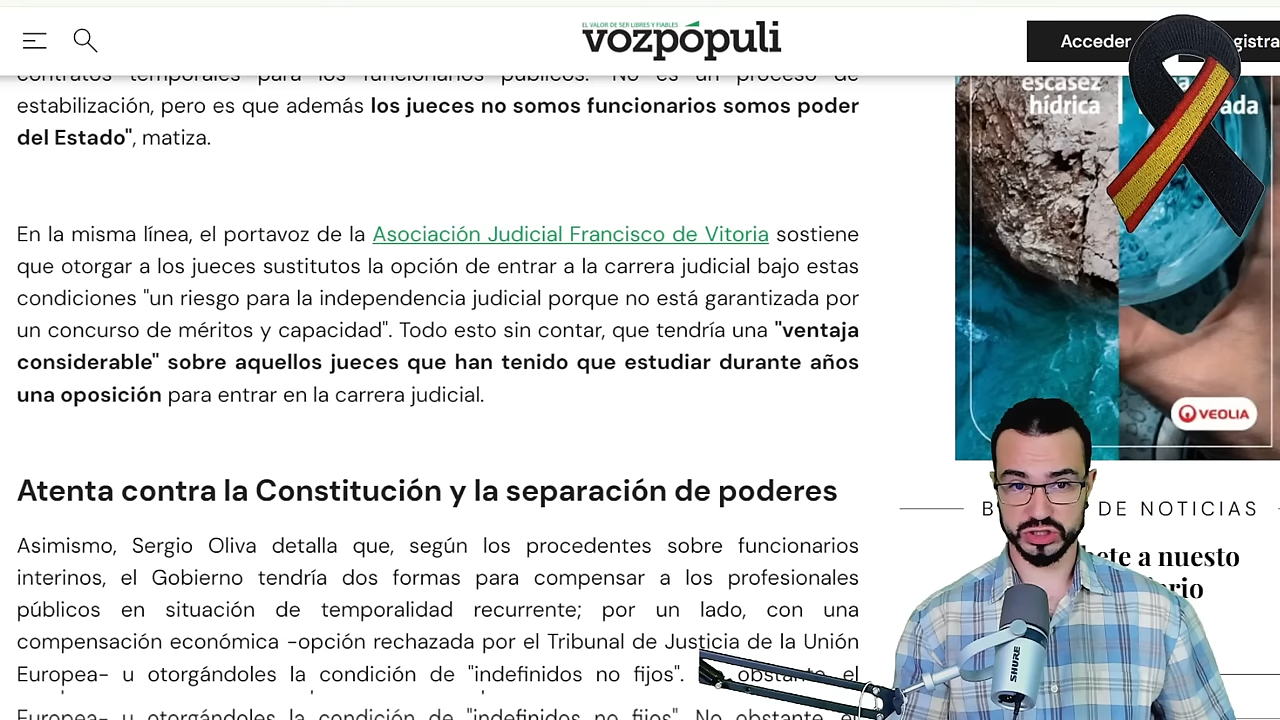 EL VALOR DE SER LIBRES Y FIABLES
vozpópuli
Acceder
gistra
contratos temporales para los funcionarios públicos. "No es un proceso de
estabilización, pero es que además los jueces no somos funcionarios somos poder
del Estado", matiza.
En la misma línea, el portavoz de la Asociación Judicial Francisco de Vitoria sostiene
que otorgar a los jueces sustitutos la opción de entrar a la carrera judicial bajo estas
condiciones "un riesgo para la independencia judicial porque no está garantizada por
un concurso de méritos y capacidad". Todo esto sin contar, que tendría una "ventaja
considerable" sobre aquellos jueces que han tenido que estudiar durante años
una oposición para entrar en la carrera judicial.
Atenta contra la Constitución y la separación de poderes
Asimismo, Sergio Oliva detalla que, según los procedentes sobre funcionarios
interinos, el Gobierno tendría dos formas para compensar a los profesionales
públicos en situación de temporalidad recurrente; por un lado, con una
compensación económica -opción rechazada por el Tribunal de Justicia de la Unión
Europea- u otorgándoles la condición de "indefinidos no fijos". obstante, el
Europea- u otorgándoles la condición de "indefinidos no fijos". No obstante, el
escasez
hídrica
ada
VEOLIA
B DE NOTICIAS
bete a nuesto
rio
SHURE